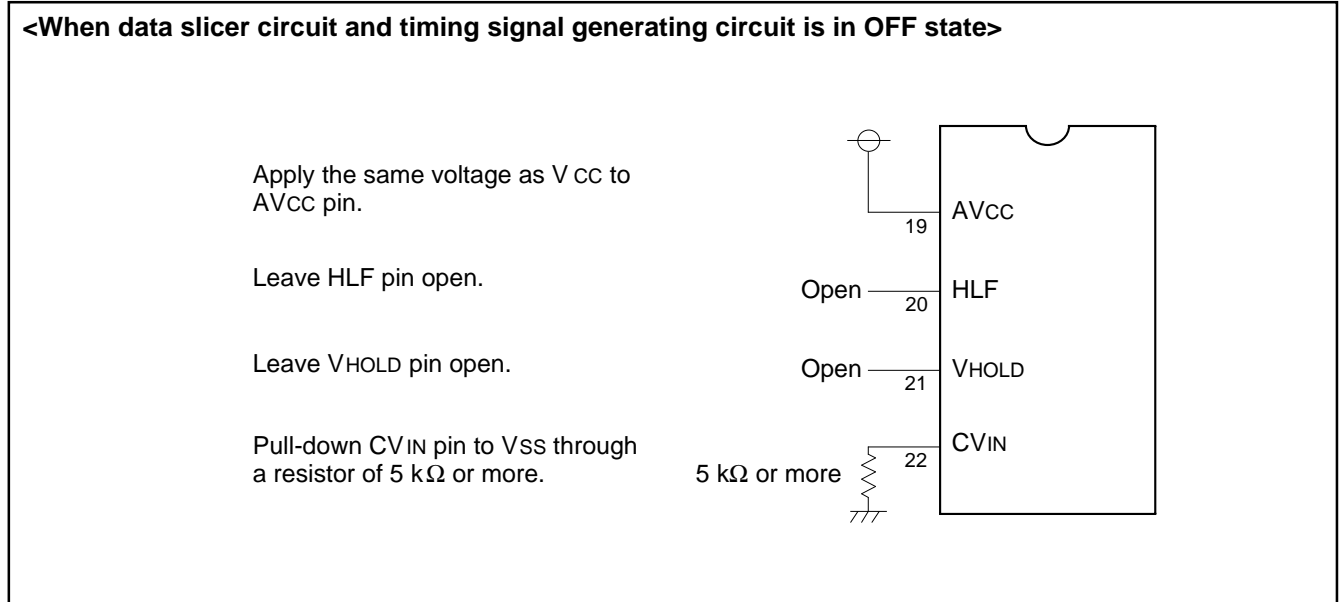 <When data slicer circuit and timing signal generating circuit is in OFF state>
Apply the same voltage as VCC to
AVCC pin.
19 AVCC
Leave HLF pin open.
Open 20 HLF
Leave VHOLD pin open.
Open 21 VHOLD
Pull-down CVIN pin to VSS through
a resistor of 5 kΩ or more.
5 kΩ or more 22 CVIN